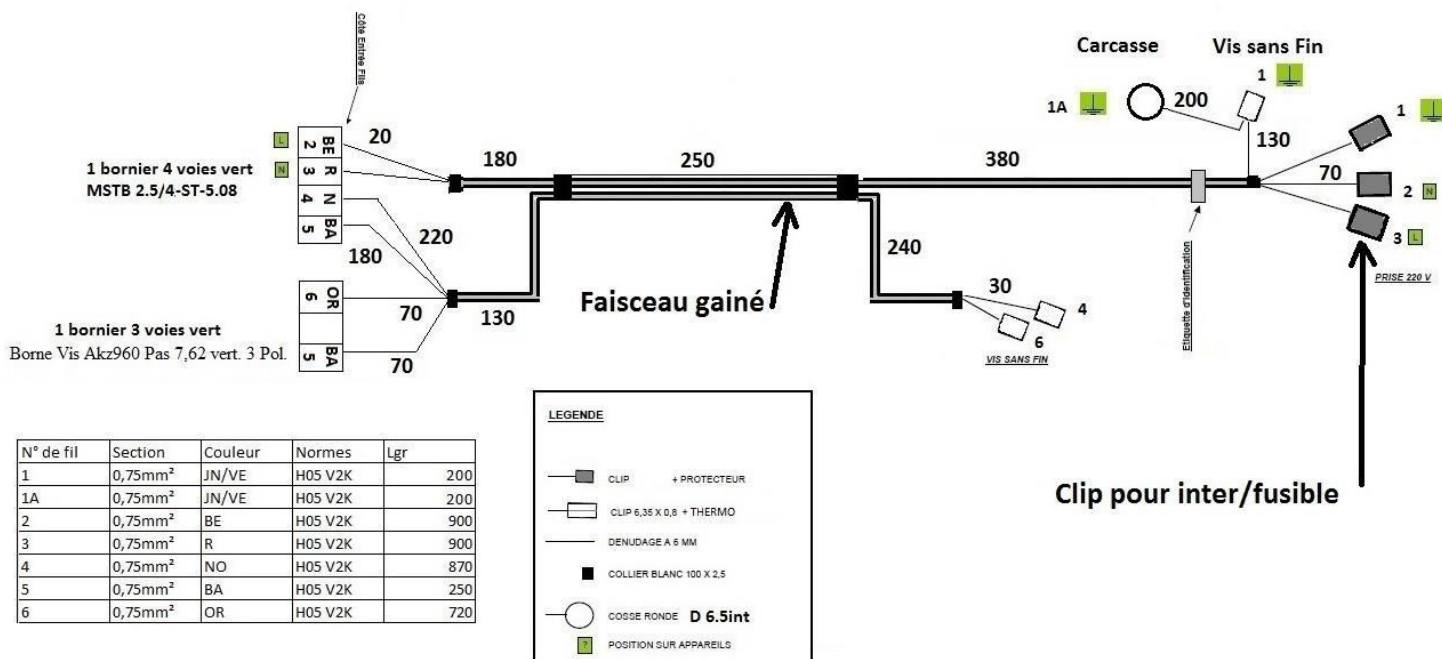 Côté Entrée Fils
Carcasse
Vis sans Fin
1
1A
200
1
130
L
2 BE
20
1 bornier 4 voies vert
MSTB 2.5/4-ST-5.08
N
3 R
4 N
5 BA
180
250
380
70
2 N
3 L
PRISE 220 V
220
180
240
6 OR
70
130
Faisceau gainé
30
4
6
VIS SANS FIN
Etiquette d'identification
1 bornier 3 voies vert
Borne Vis Akz960 Pas 7,62 vert. 3 Pol.
5 BA
70
Clip pour inter/fusible
N° de fil Section Couleur Normes Lgr
1 0,75mm² JN/VE H05 V2K 200
1A 0,75mm² JN/VE H05 V2K 200
2 0,75mm² BE H05 V2K 900
3 0,75mm² R H05 V2K 900
4 0,75mm² NO H05 V2K 870
5 0,75mm² BA H05 V2K 250
6 0,75mm² OR H05 V2K 720
LEGENDE
CLIP + PROTECTEUR
CLIP 6,35 X 0,8 + THERMO
DENUDAGE A 6 MM
COLLIER BLANC 100 X 2,5
COSSE RONDE D 6.5int
? POSITION SUR APPAREILS